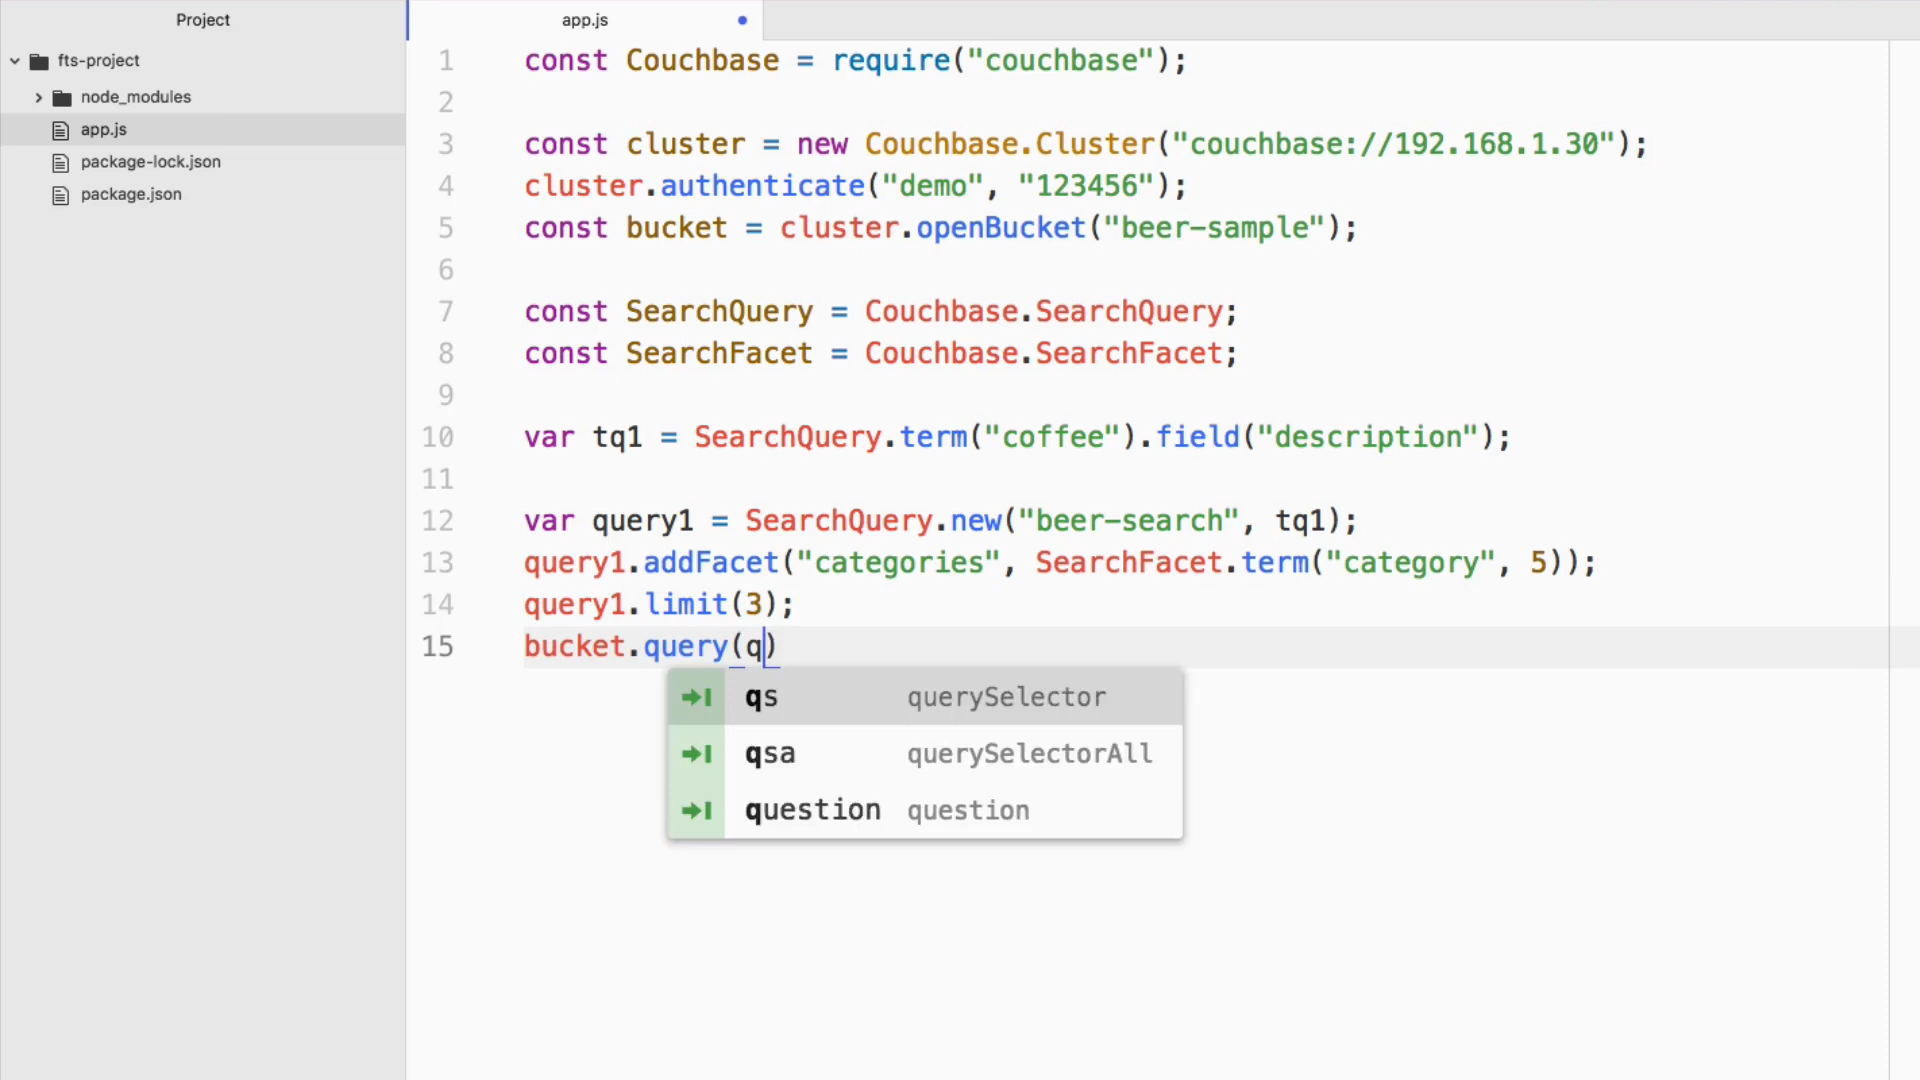 Project
fts-project
node_modules
app.js
package-lock.json
package.json
app.js
1 const Couchbase = require("couchbase");
2
3 const cluster = new Couchbase.Cluster("couchbase://192.168.1.30");
4 cluster.authenticate("demo", "123456");
5 const bucket = cluster.openBucket("beer-sample");
6
7 const SearchQuery = Couchbase.SearchQuery;
8 const SearchFacet = Couchbase.SearchFacet;
9
10 var tq1 = SearchQuery.term("coffee").field("description");
11
12 var query1 = SearchQuery.new("beer-search", tq1);
13 query1.addFacet("categories", SearchFacet.term("category", 5));
14 query1.limit(3);
15 bucket.query(q)
qs querySelector
qsa querySelectorAll
question question